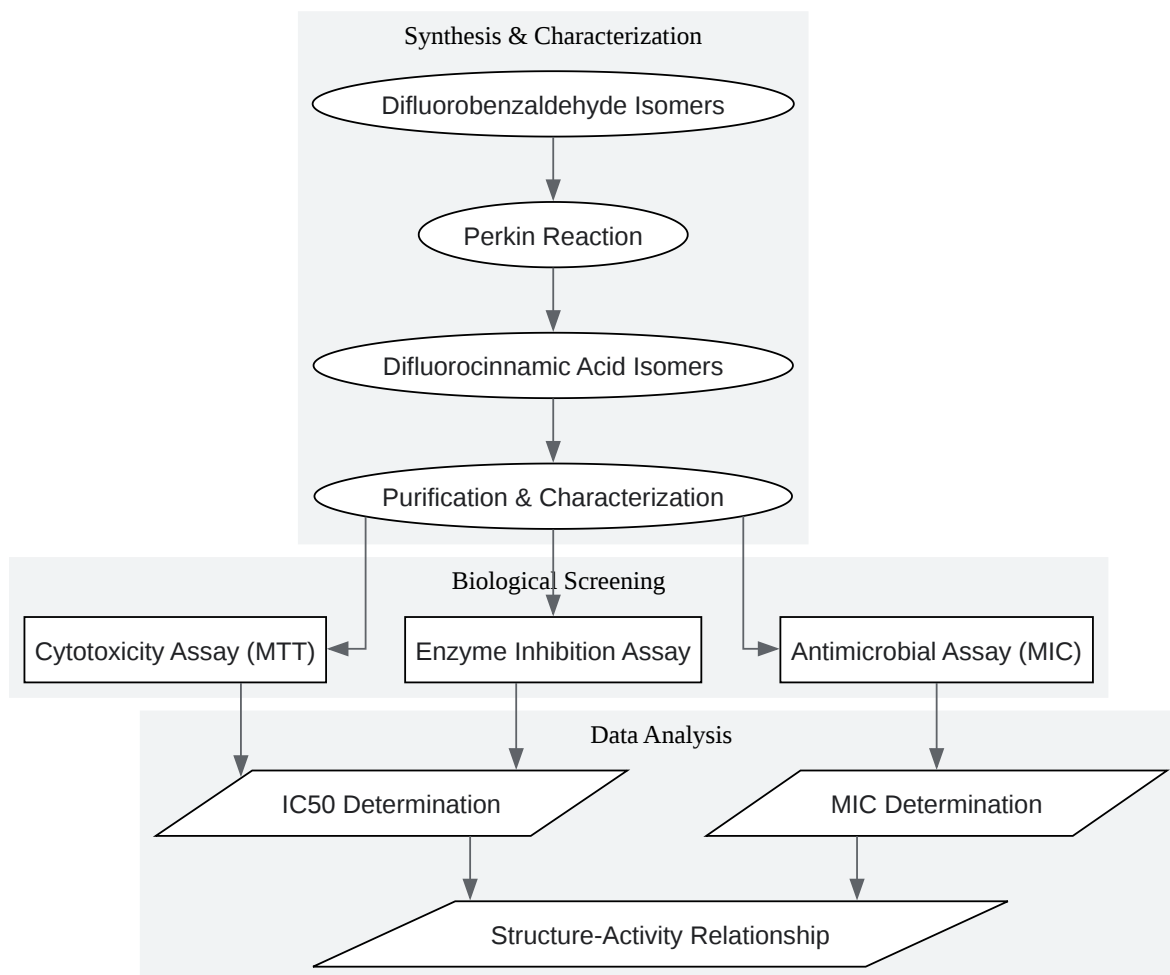 Synthesis & Characterization
Difluorobenzaldehyde Isomers
Perkin Reaction
Difluorocinnamic Acid Isomers
Purification & Characterization
Biological Screening
Cytotoxicity Assay (MTT)
Enzyme Inhibition Assay
Antimicrobial Assay (MIC)
Data Analysis
IC50 Determination
MIC Determination
Structure-Activity Relationship